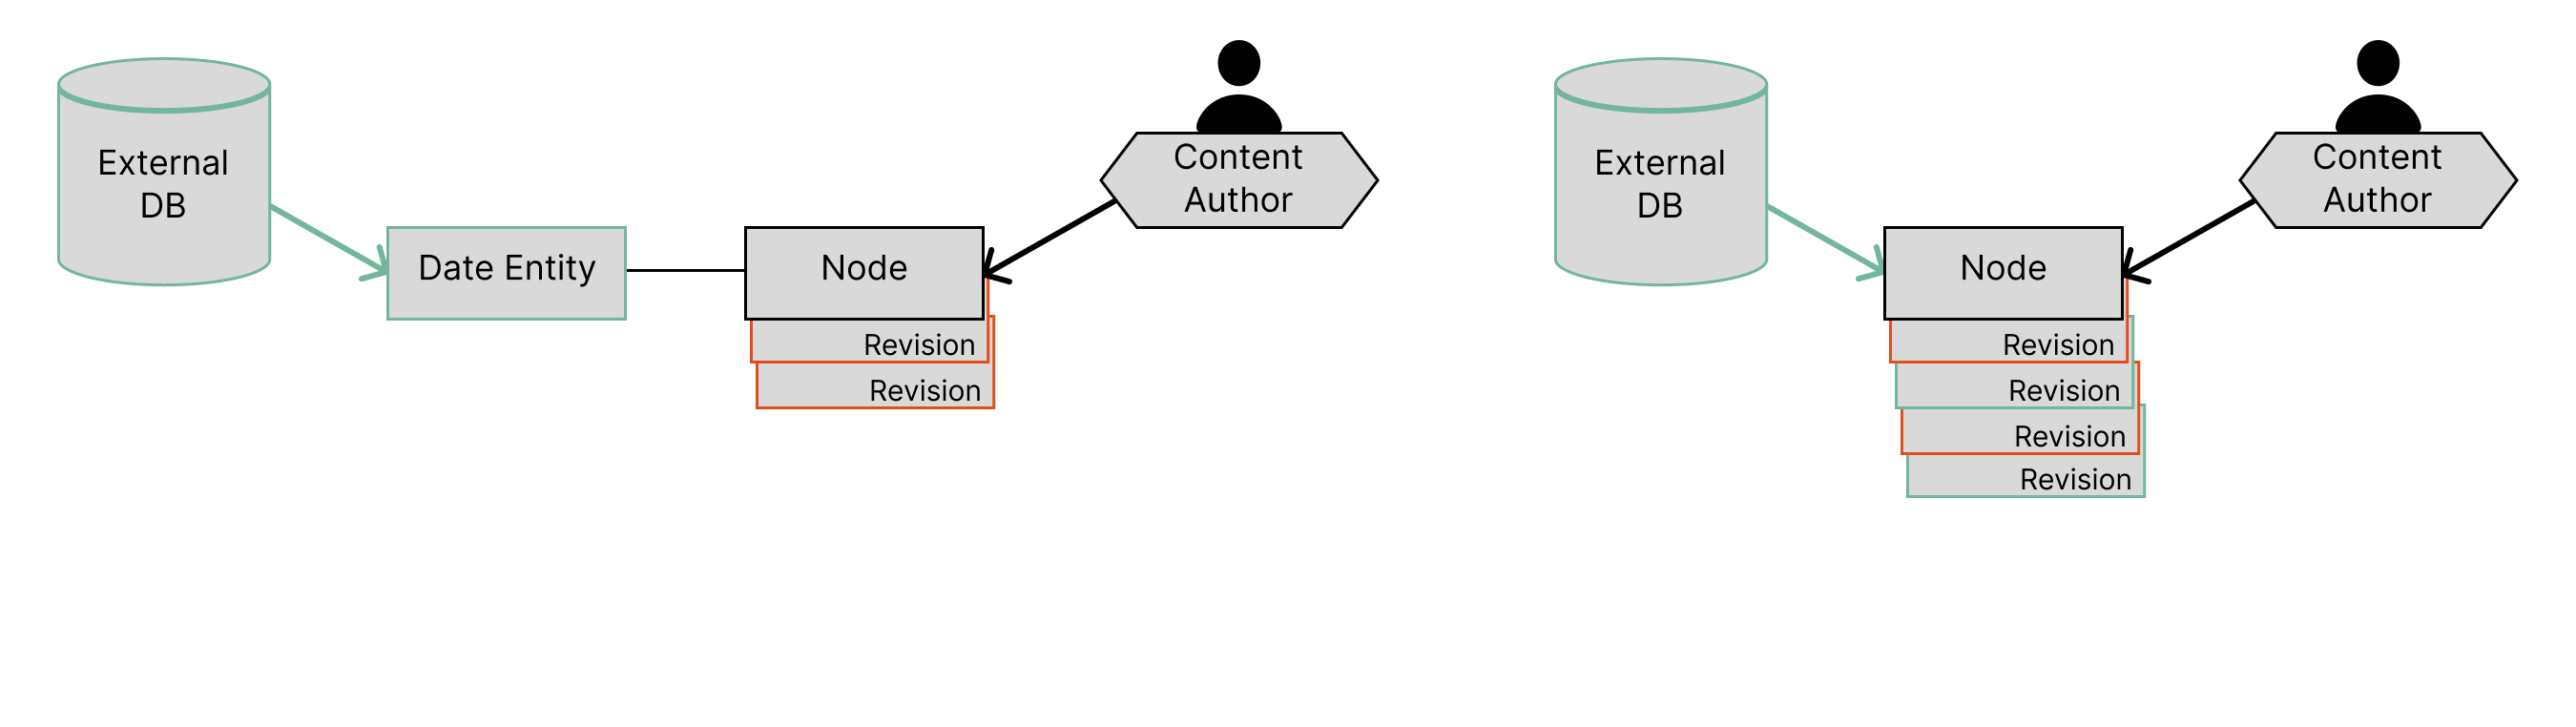 External
DB
Date Entity
Node
Revision
Revision
Content
Author
External
DB
Node
Revision
Revision
Revision
Revision
Content
Author